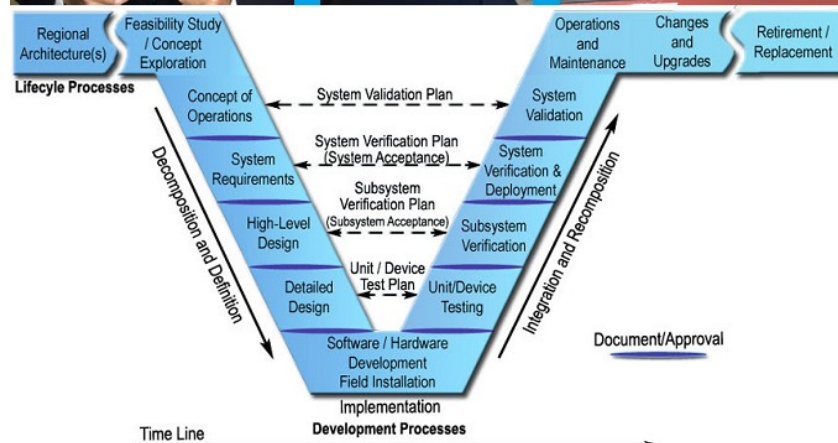 Regional
Architecture(s)
Feasibility Study
/ Concept
Exploration
Operations
and
Maintenance
Changes
and
Upgrades
Retirement /
Replacement
Lifecyle Processes
Concept of
Operations
System Validation Plan
System
Validation
System
Requirements
System Verification Plan
(System Acceptance)
System
Verification &
Deployment
High-Level
Design
Subsystem
Verification Plan
(Subsystem Acceptance)
Subsystem
Verification
Detailed
Design
Unit / Device
Test Plan
Unit/Device
Testing
Decomposition and Definition
Integration and Recomposition
Software / Hardware
Development
Field Installation
Document/Approval
Implementation
Time Line
Development Processes